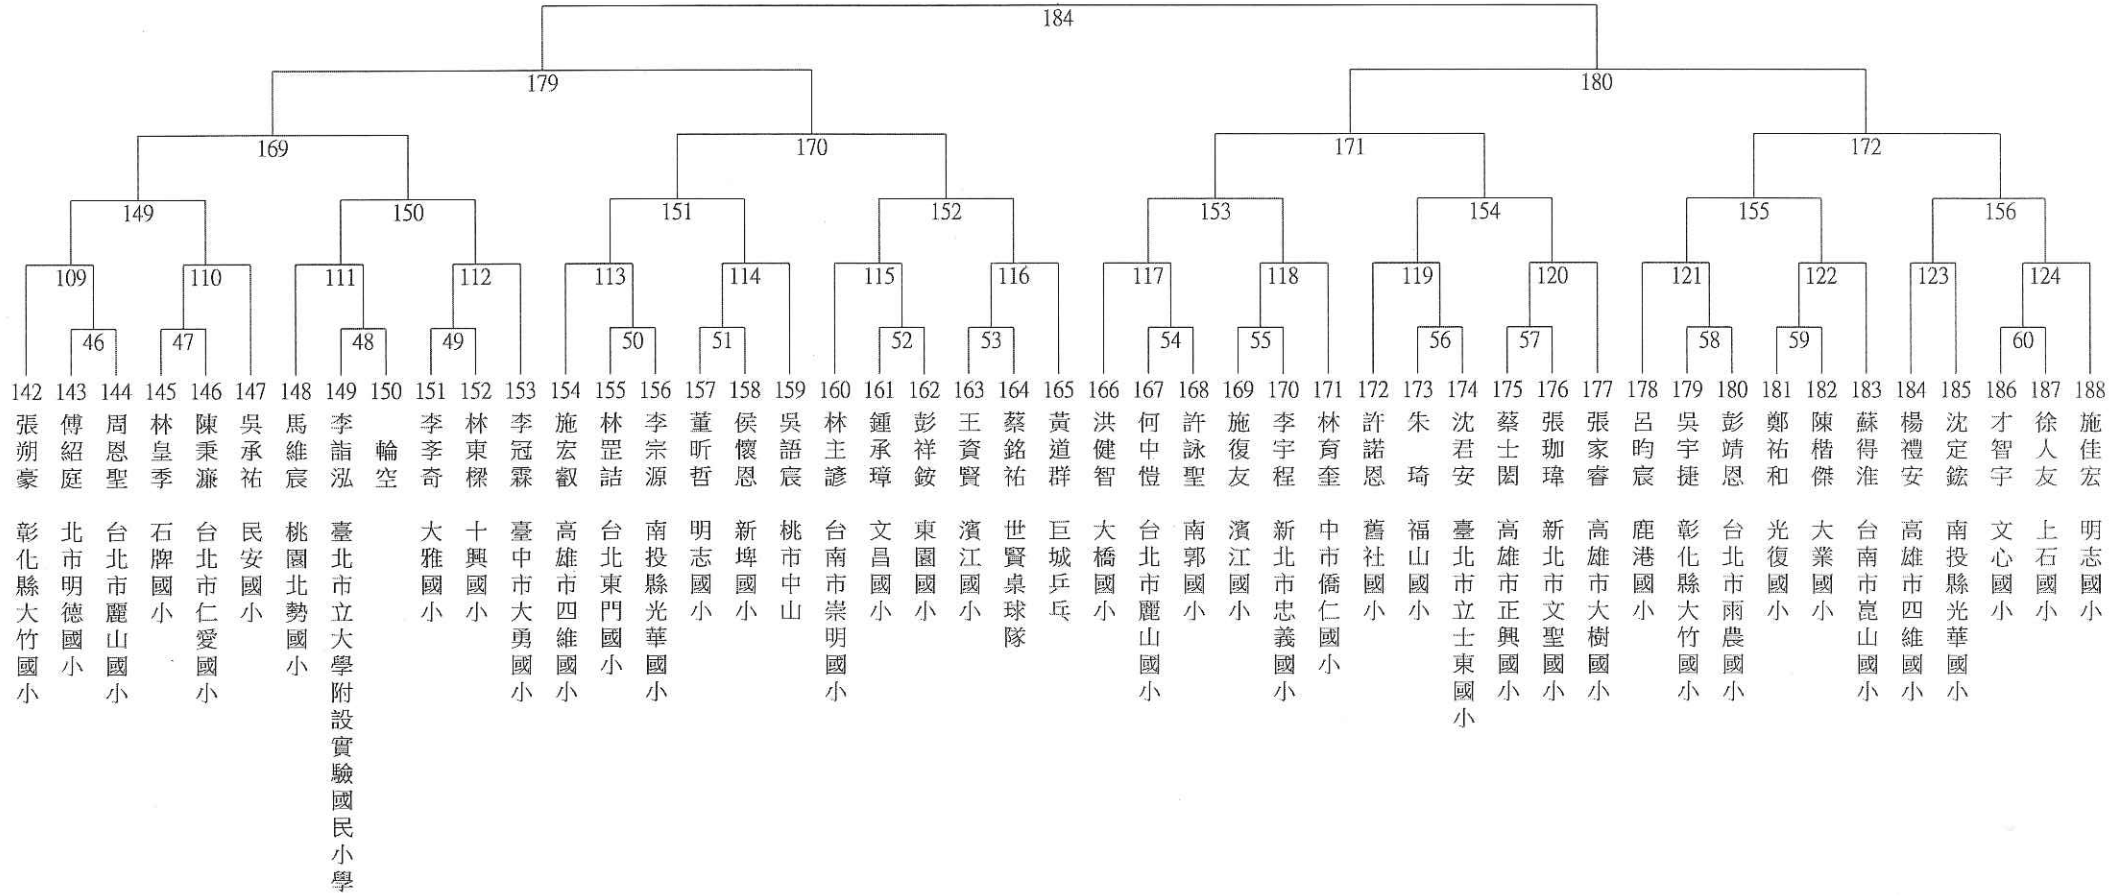 184
179 180
169 170 171 172
149 150 151 152 153 154 155 156
109 110 111 112 113 114 115 116 117 118 119 120 121 122 123 124
46 47 48 49 50 51 52 53 54 55 56 57 58 59 60
142 張朔豪 彰化縣大竹國小
143 傅紹庭 北市明德國小
144 周恩聖 台北市麗山國小
145 林皇季 石牌國小
146 陳秉濂 台北市仁愛國小
147 吳承祐 民安國小
148 馬維宸 桃園北勢國小
149 李詣泓 臺北市立大學附設實驗國民小學
150 輪空
151 李李奇 大雅國小
152 林東樑 十興國小
153 李冠霖 臺中市大勇國小
154 施宏叡 高雄市四維國小
155 林罡喆 台北東門國小
156 李宗源 南投縣光華國小
157 董昕哲 明志國小
158 侯懷恩 新埤國小
159 吳語宸 桃市中山
160 林主諺 台南市崇明國小
161 鍾承璋 文昌國小
162 彭祥銨 東園國小
163 王資賢 濱江國小
164 蔡銘祐 世賢桌球隊
165 黃道群 巨城乒乓
166 洪健智 大橋國小
167 何中愷 台北市麗山國小
168 許詠聖 南郭國小
169 施復友 濱江國小
170 李宇程 新北市忠義國小
171 林育奎 中市僑仁國小
172 許諾恩 舊社國小
173 朱琦 福山國小
174 沈君安 臺北市立士東國小
175 蔡士閎 高雄市正興國小
176 張珈瑋 新北市文聖國小
177 張家睿 高雄市大樹國小
178 呂昀宸 鹿港國小
179 吳宇捷 彰化縣大竹國小
180 彭靖恩 台北市雨農國小
181 鄭祐和 光復國小
182 陳楷傑 大業國小
183 蘇得淮 台南市崑山國小
184 楊禮安 高雄市四維國小
185 沈定鋐 南投縣光華國小
186 才智宇 文心國小
187 徐人友 上石國小
188 施佳宏 明志國小